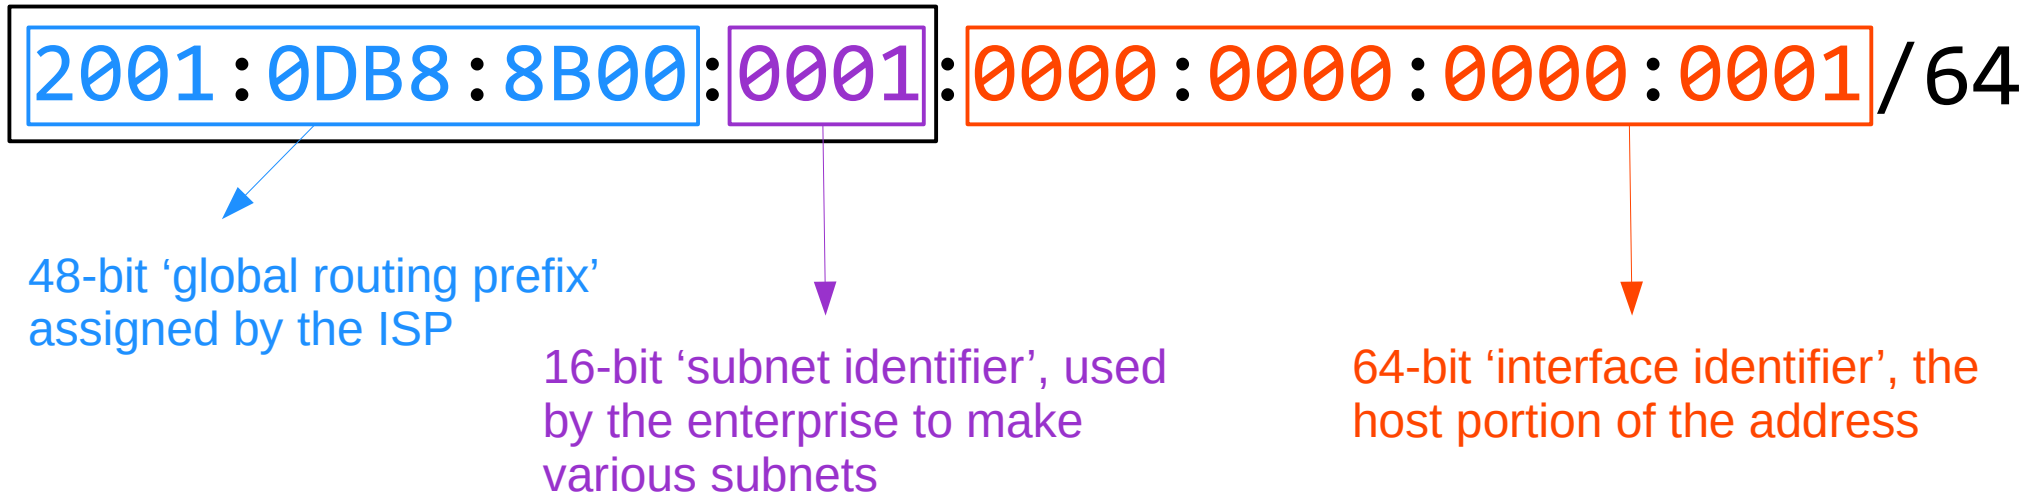 2001:0DB8:8B00:0001:0000:0000:0000:0001/64
48-bit ‘global routing prefix’
assigned by the ISP
16-bit ‘subnet identifier’, used
by the enterprise to make
various subnets
64-bit ‘interface identifier’, the
host portion of the address